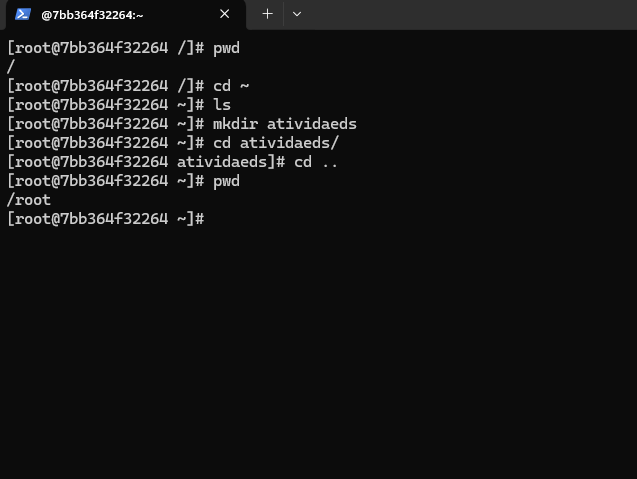 @7bb364f32264:~
[root@7bb364f32264 /]# pwd
/
[root@7bb364f32264 /]# cd ~
[root@7bb364f32264 ~]# ls
[root@7bb364f32264 ~]# mkdir atividaeds
[root@7bb364f32264 ~]# cd atividaeds/
[root@7bb364f32264 atividaeds]# cd ..
[root@7bb364f32264 ~]# pwd
/root
[root@7bb364f32264 ~]#